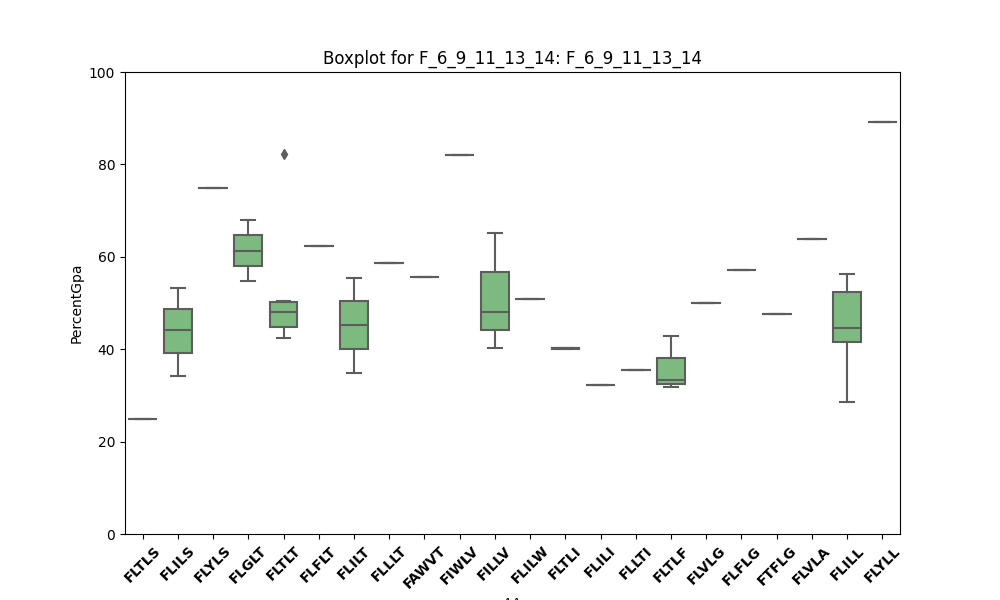 Boxplot for F_6_9_11_13_14: F_6_9_11_13_14
PercentGpa
100
80
60
40
20
0
FLTLS
FLILS
FLYLS
FLGLT
FLTLT
FLFLT
FLILT
FLLLT
FAWVT
FIWLV
FILLV
FLILW
FLTLI
FLILI
FLLTI
FLTLF
FLVLG
FLFLG
FTFLG
FLVLA
FLILL
FLYLL